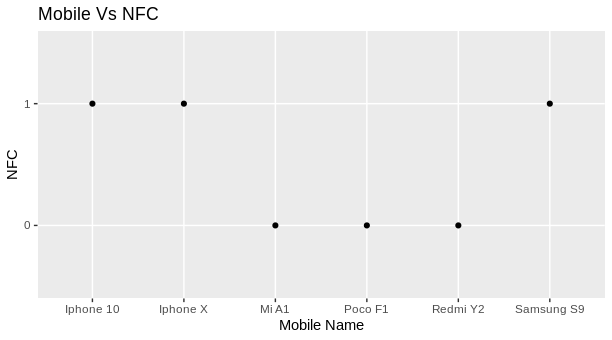 Mobile Vs NFC
NFC
1
0
Iphone 10 Iphone X Mi A1 Poco F1 Redmi Y2 Samsung S9
Mobile Name